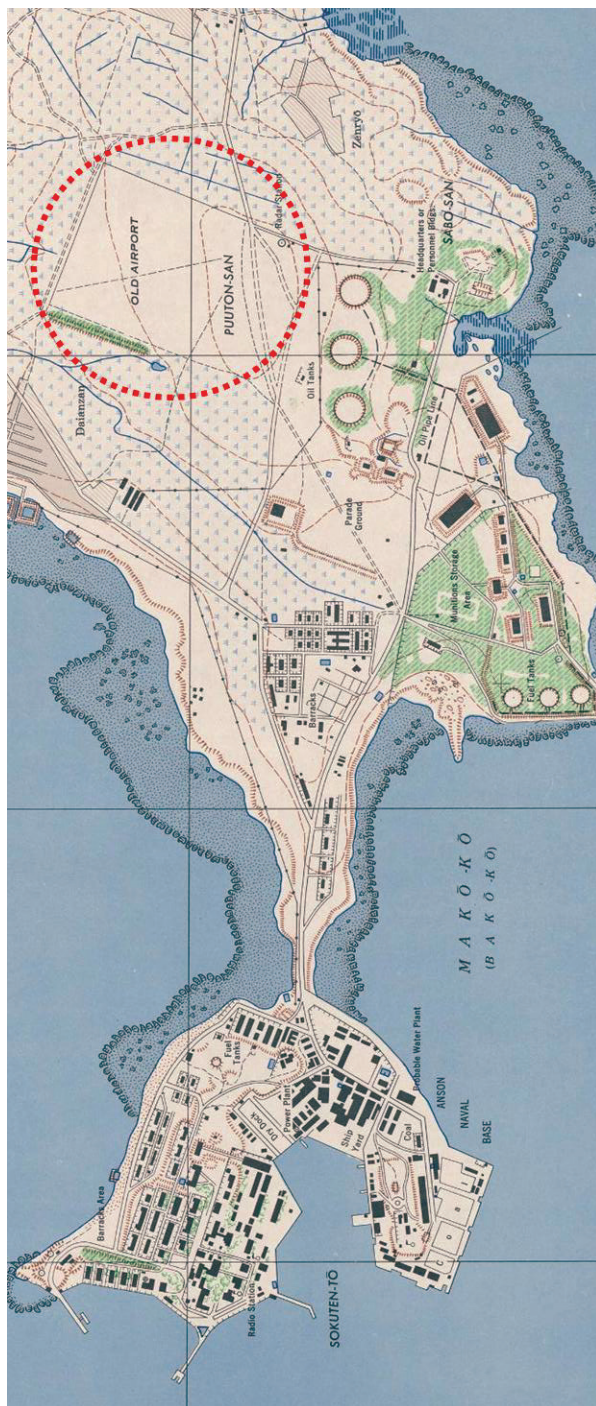 OLD AIRPORT
PUUTON-SAN
Radar Station
Zenryō
Headquarters or
Personnel Bldgs.
SABO-SAN
Daianzan
Oil Tanks
Oil Pipe Line
Parade
Ground
Munitions Storage
Area
Barracks
Fuel Tanks
MAKŌ-KŌ
(BAKŌ-KŌ)
Fuel
Tanks
Power Plant
Probable Water Plant
Dry Dock
Ship
Yard
Coal
ANSON
NAVAL
BASE
Coal
Barracks Area
Radio Station
SOKUTEN-TŌ